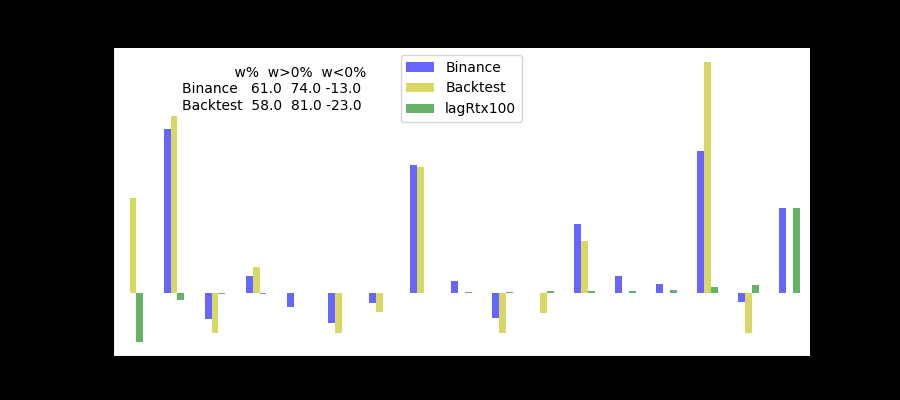 w%  w>0%  w<0%
Binance   61.0  74.0 -13.0
Backtest  58.0  81.0 -23.0
Binance
Backtest
lagRtx100